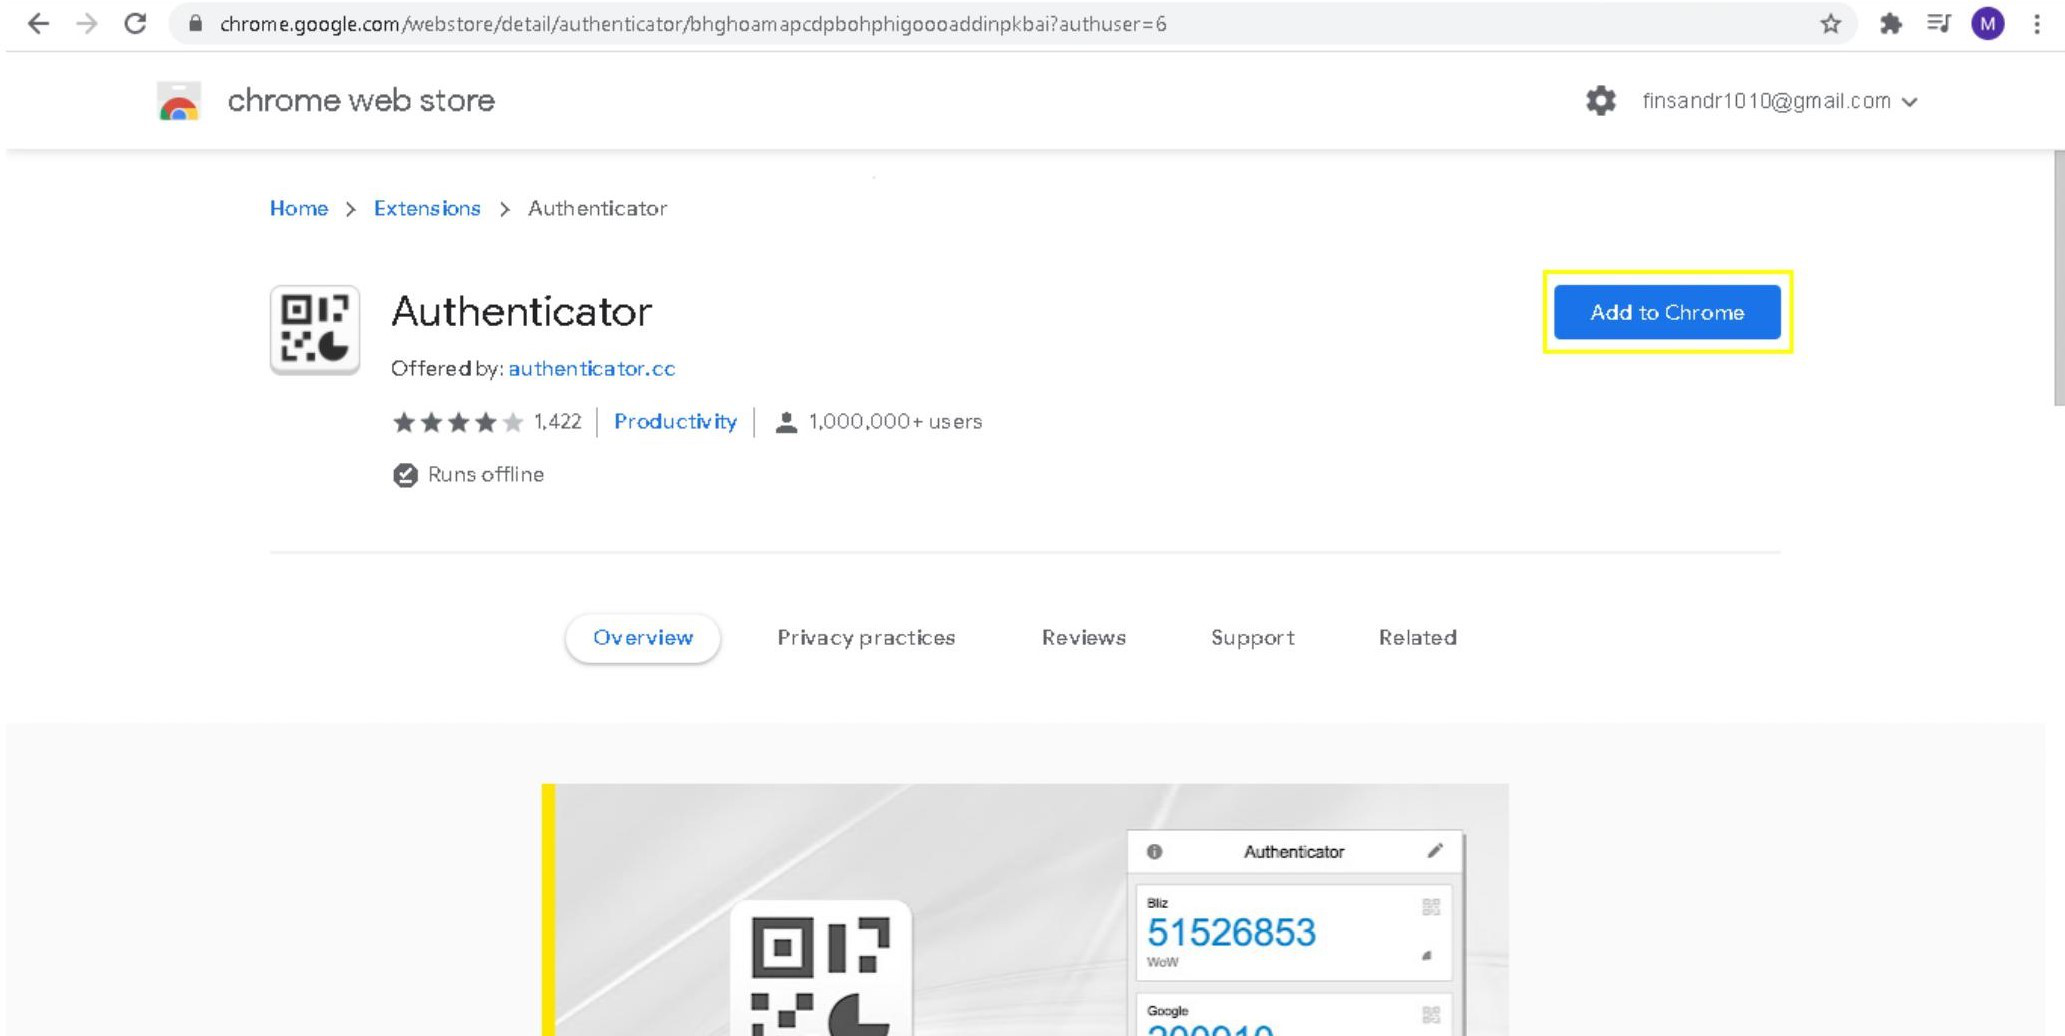 chrome.google.com/webstore/detail/authenticator/bhghoamapcdpbohphigoooaddinpkbai?authuser=6
M
chrome web store
finsandr1010@gmail.com
Home > Extensions > Authenticator
Authenticator
Add to Chrome
Offered by: authenticator.cc
1,422 | Productivity | 1,000,000+ users
Runs offline
Overview
Privacy practices
Reviews
Support
Related
Authenticator
Bliz
51526853
WoW
Google